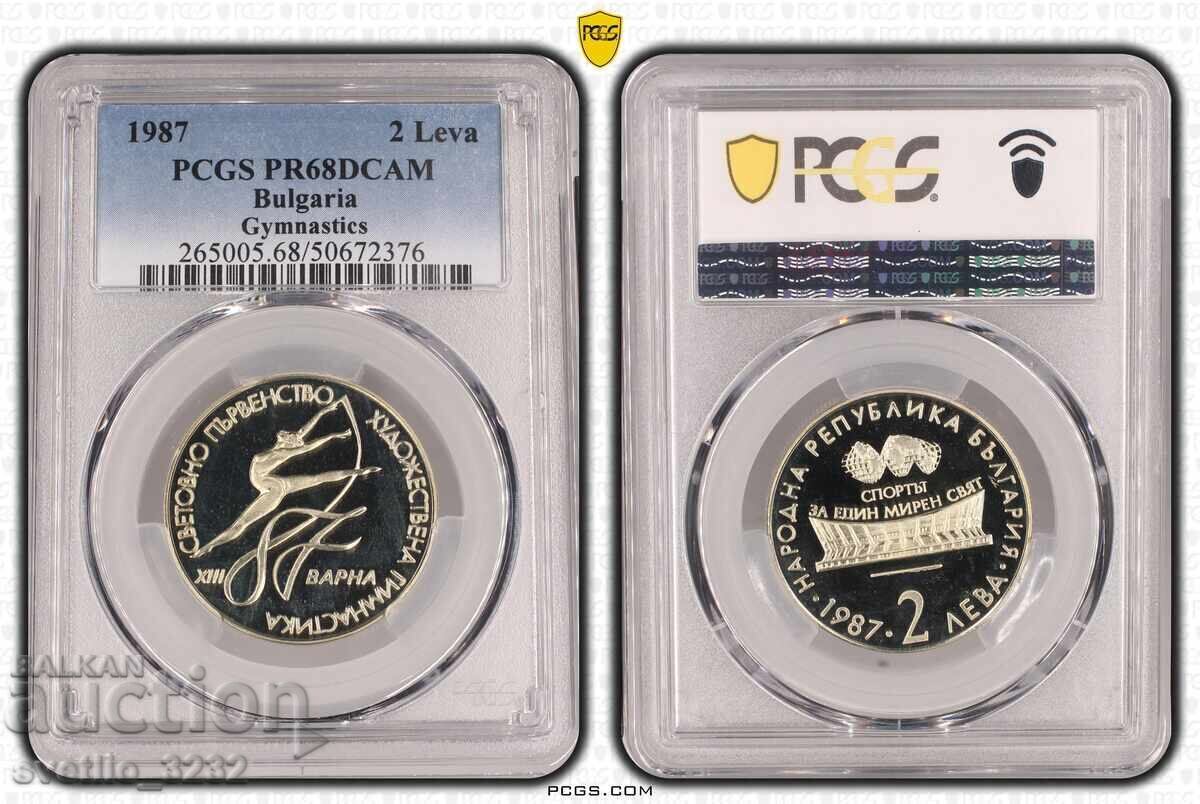 PCGS
1987 2 Leva
PCGS PR68DCAM
Bulgaria
Gymnastics
265005.68/50672376
СВЕТОВНО ПЪРВЕНСТВО
ХУДОЖЕСТВЕНА ГИМНАСТИКА
XIII ВАРНА
PCGS
BALKAN
auction
svetlio_3232
PCGS
НАРОДНА РЕПУБЛИКА БЪЛГАРИЯ
СПОРТЪТ
ЗА ЕДИН МИРЕН СВЯТ
1987 · 2 ЛЕВА
PCGS.COM